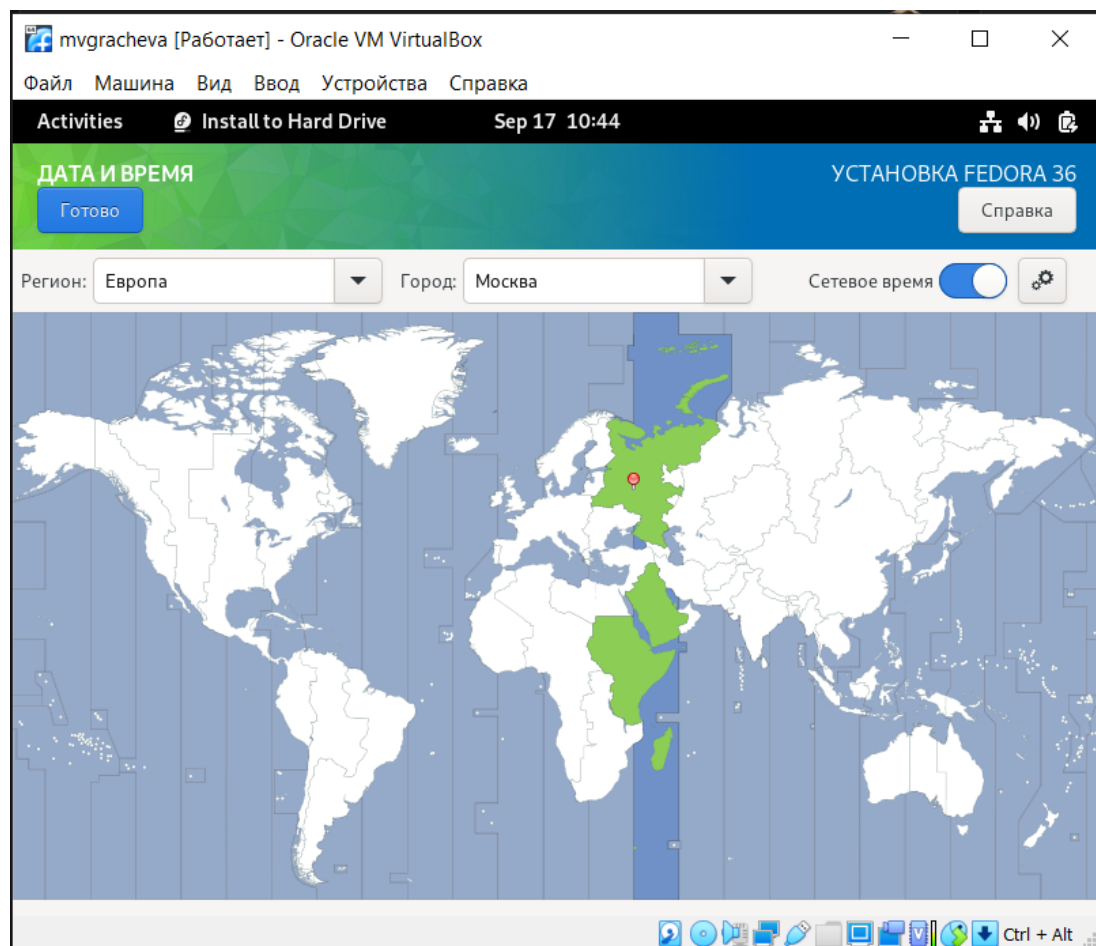 mvgracheva [Работает] - Oracle VM VirtualBox
Файл Машина Вид Ввод Устройства Справка
Activities Install to Hard Drive Sep 17 10:44
ДАТА И ВРЕМЯ УСТАНОВКА FEDORA 36
Готово Справка
Регион: Европа Город: Москва Сетевое время
Ctrl + Alt